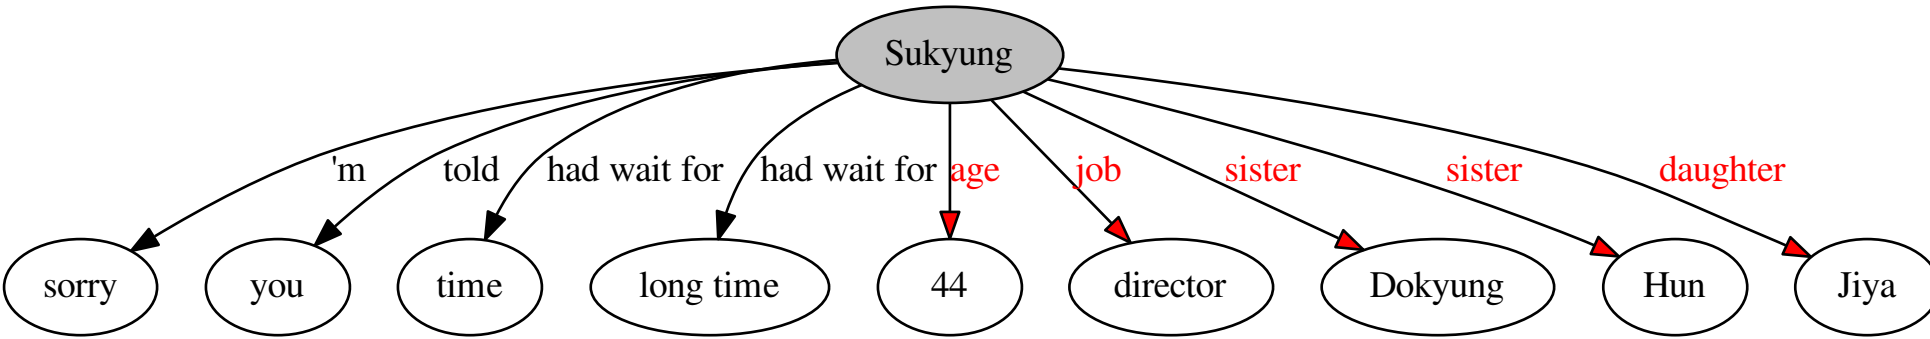 Sukyung
'm told had wait for had wait for age job sister sister daughter
sorry you time long time 44 director Dokyung Hun Jiya